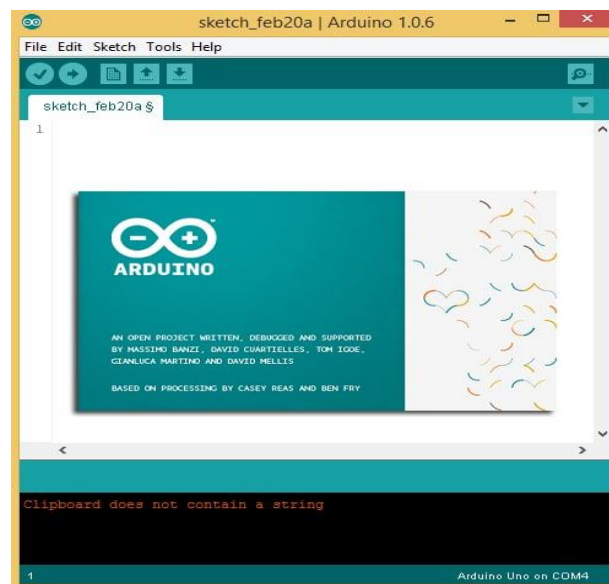 sketch_feb20a | Arduino 1.0.6
File Edit Sketch Tools Help
sketch_feb20a §
1
ARDUINO
AN OPEN PROJECT WRITTEN, DEBUGGED AND SUPPORTED
BY MASSIMO BANZI, DAVID CUARTIELLES, TOM IGOE,
GIANLUCA MARTINO AND DAVID MELLIS
BASED ON PROCESSING BY CASEY REAS AND BEN FRY
Clipboard does not contain a string
1 Arduino Uno on COM4